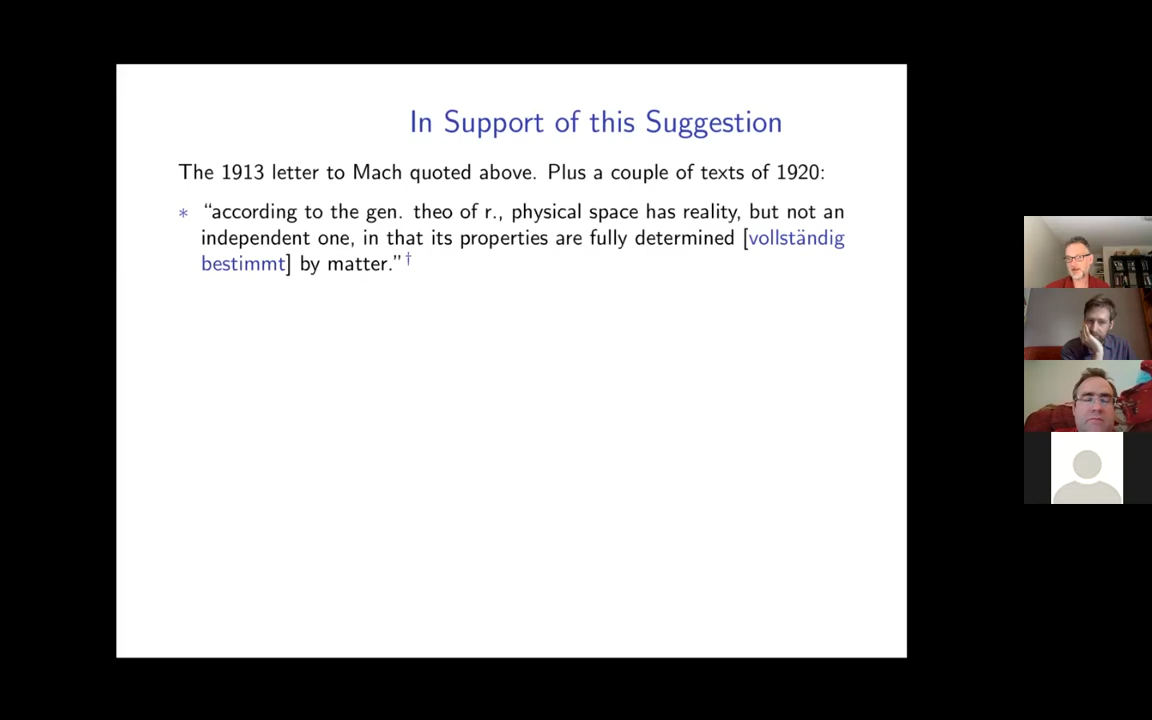 In Support of this Suggestion
The 1913 letter to Mach quoted above. Plus a couple of texts of 1920:
* “according to the gen. theo of r., physical space has reality, but not an
independent one, in that its properties are fully determined [vollständig
bestimmt] by matter.” †